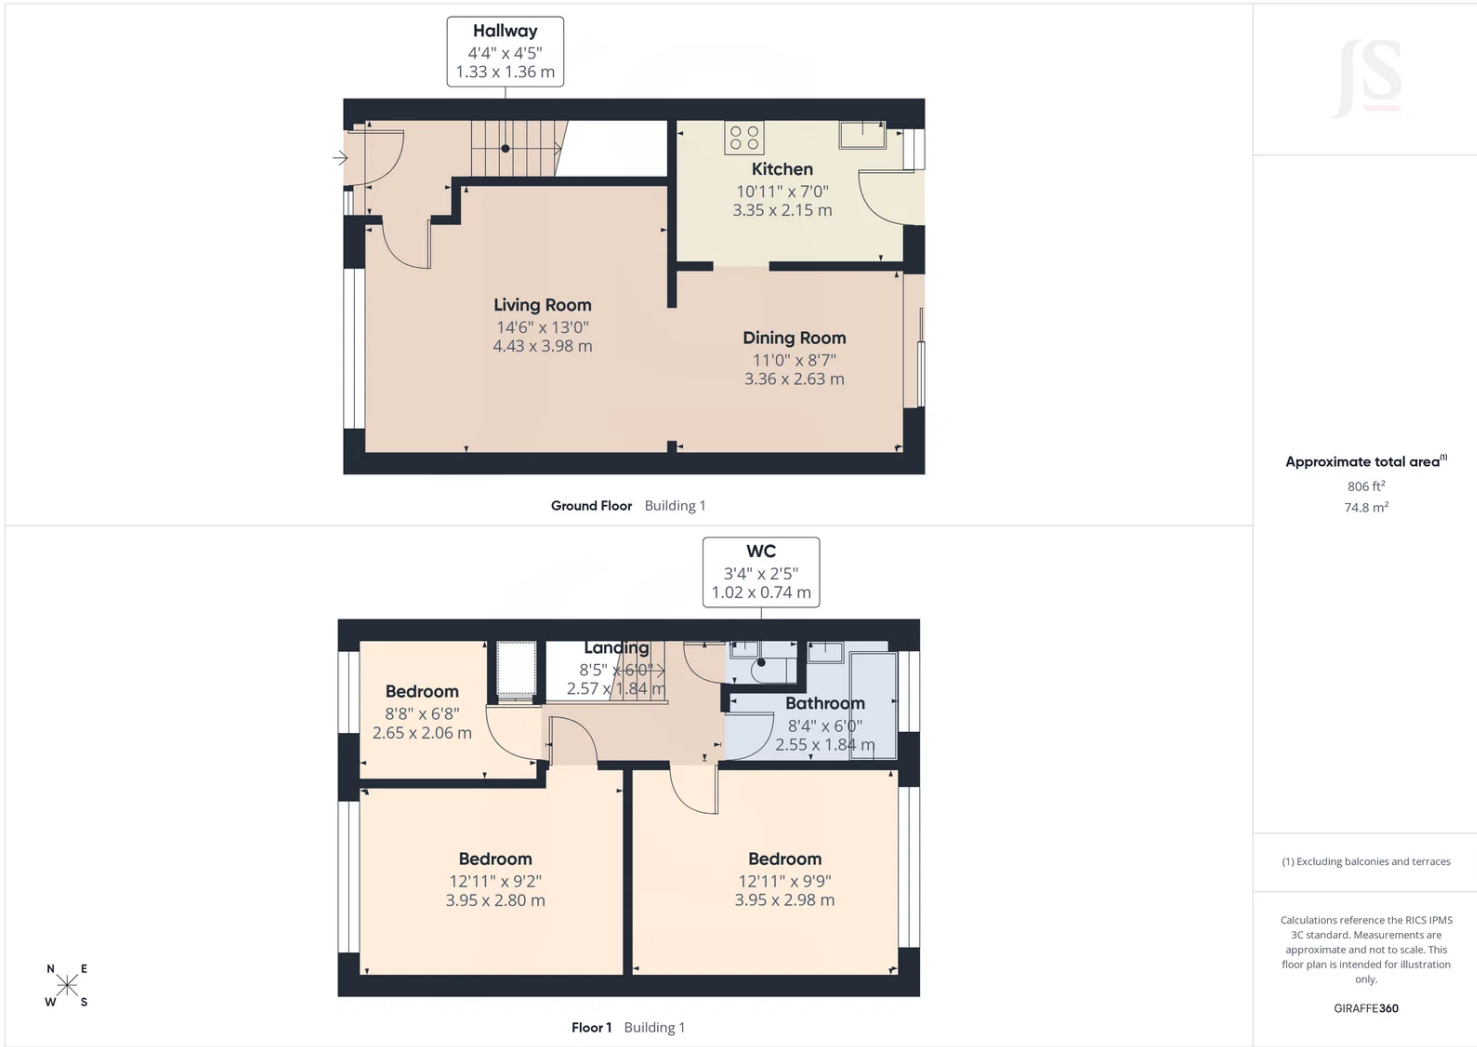 Hallway
4'4" x 4'5"
1.33 x 1.36 m
Kitchen
10'11" x 7'0"
3.35 x 2.15 m
Living Room
14'6" x 13'0"
4.43 x 3.98 m
Dining Room
11'0" x 8'7"
3.36 x 2.63 m
Ground Floor Building 1
WC
3'4" x 2'5"
1.02 x 0.74 m
Landing
8'5" x 6'0"
2.57 x 1.84 m
Bedroom
8'8" x 6'8"
2.65 x 2.06 m
Bathroom
8'4" x 6'0"
2.55 x 1.84 m
Bedroom
12'11" x 9'2"
3.95 x 2.80 m
Bedroom
12'11" x 9'9"
3.95 x 2.98 m
N E
W S
Floor 1 Building 1
JS
Approximate total area(1)
806 ft²
74.8 m²
(1) Excluding balconies and terraces
Calculations reference the RICS IPMS
3C standard. Measurements are
approximate and not to scale. This
floor plan is intended for illustration
only.
GIRAFFE360